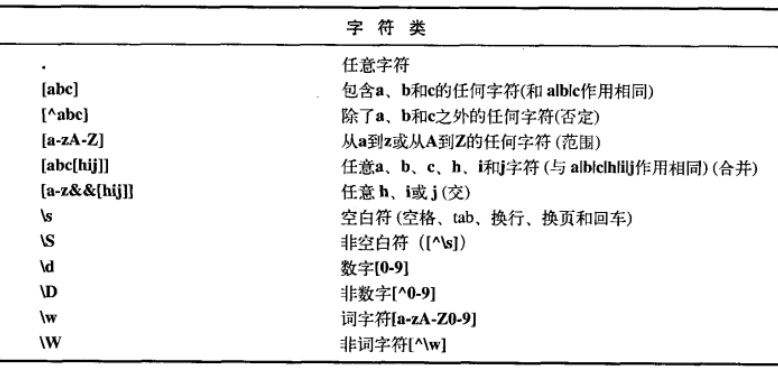 字 符 类
. 任意字符
[abc] 包含a、b和c的任何字符(和 a|b|c作用相同)
[^abc] 除了a、b和c之外的任何字符(否定)
[a-zA-Z] 从a到z或从A到Z的任何字符 (范围)
[abc[hij]] 任意a、b、c、h、i和j字符 (与 a|b|c|h|i|j作用相同) (合并)
[a-z&&[hij]] 任意 h、i或 j (交)
\s 空白符 (空格、tab、换行、换页和回车)
\S 非空白符（[^\s]）
\d 数字[0-9]
\D 非数字[^0-9]
\w 词字符[a-zA-Z0-9]
\W 非词字符[^\w]